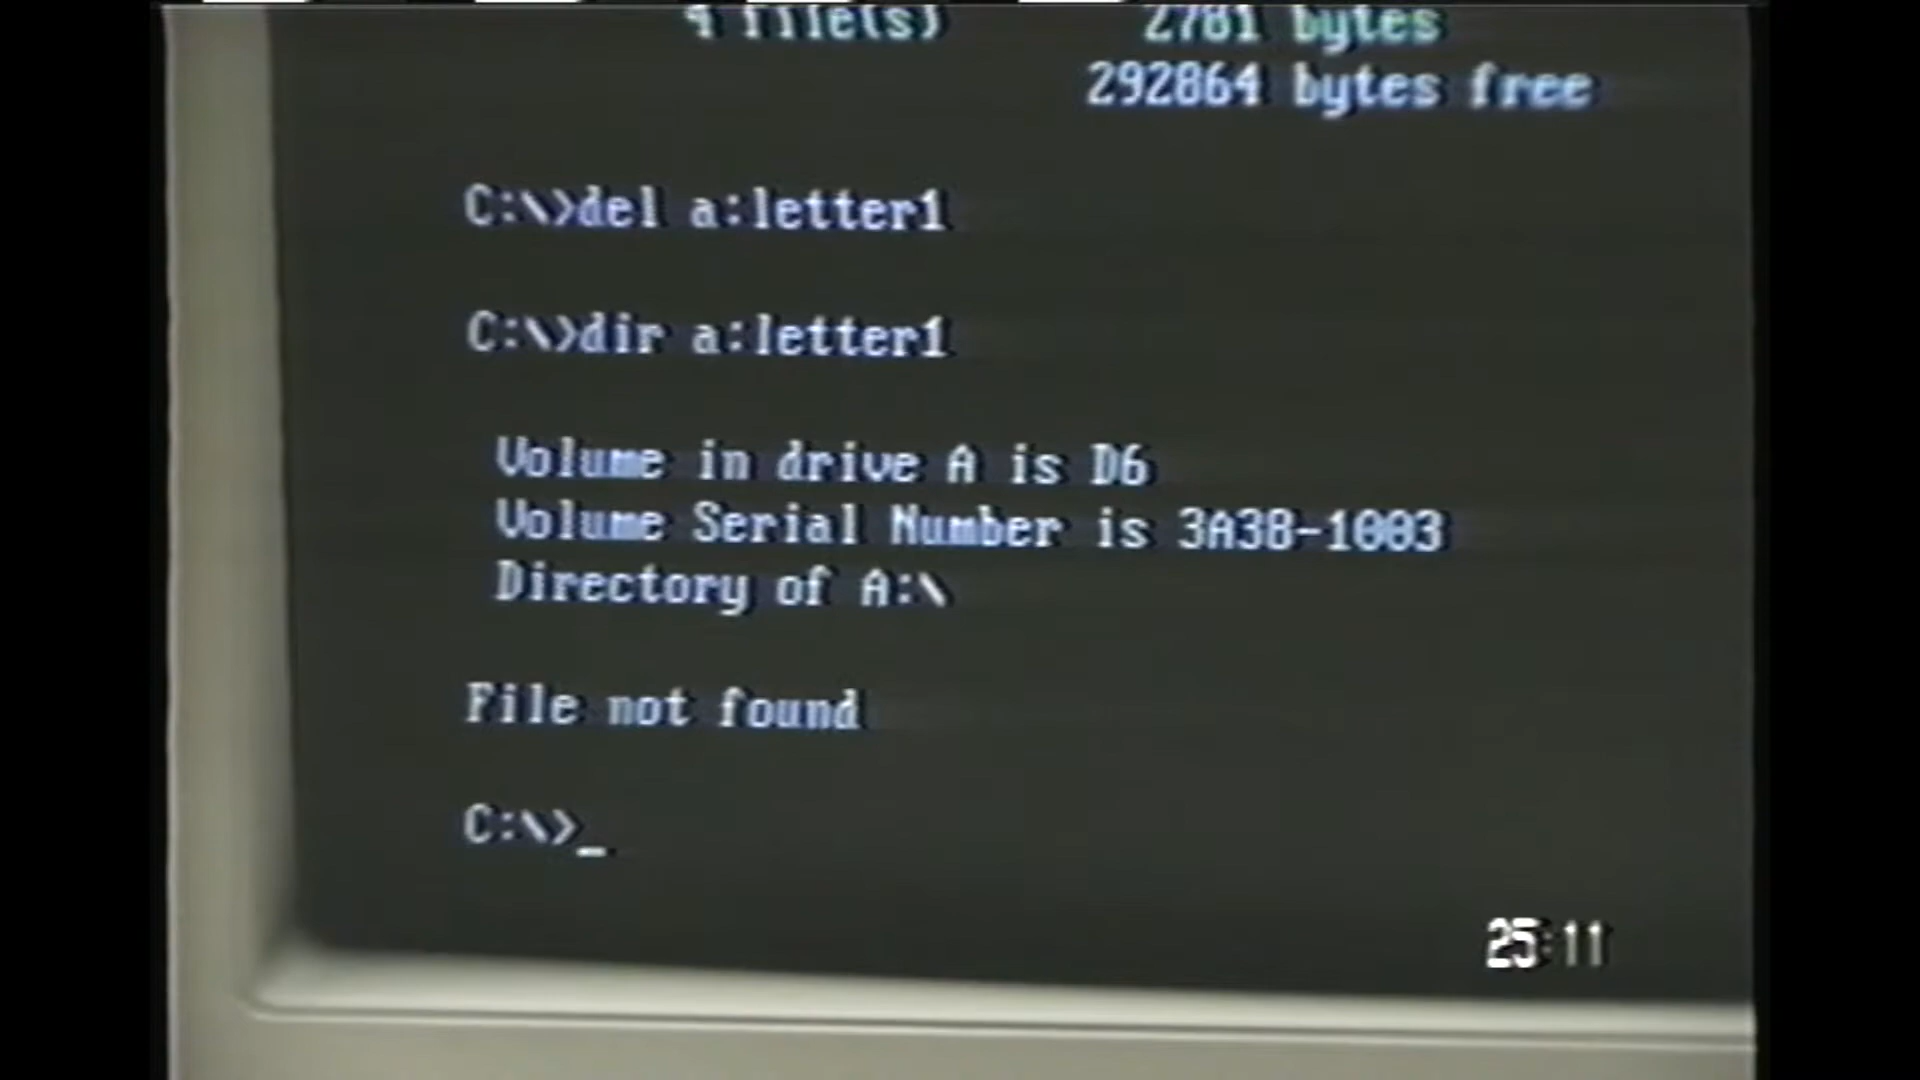 4 file(s) 2781 bytes
292864 bytes free
C:\>del a:letter1
C:\>dir a:letter1
Volume in drive A is D6
Volume Serial Number is 3A38-1003
Directory of A:\
File not found
C:\>_
25:11